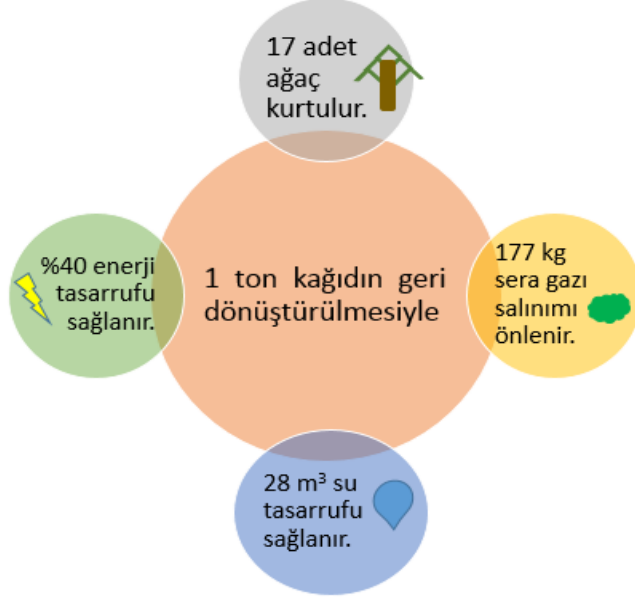 17 adet
ağaç
kurtulur.
%40 enerji
tasarrufu
sağlanır.
1 ton kağıdın geri
dönüştürülmesiyle
177 kg
sera gazı
salınımı
önlenir.
28 m³ su
tasarrufu
sağlanır.